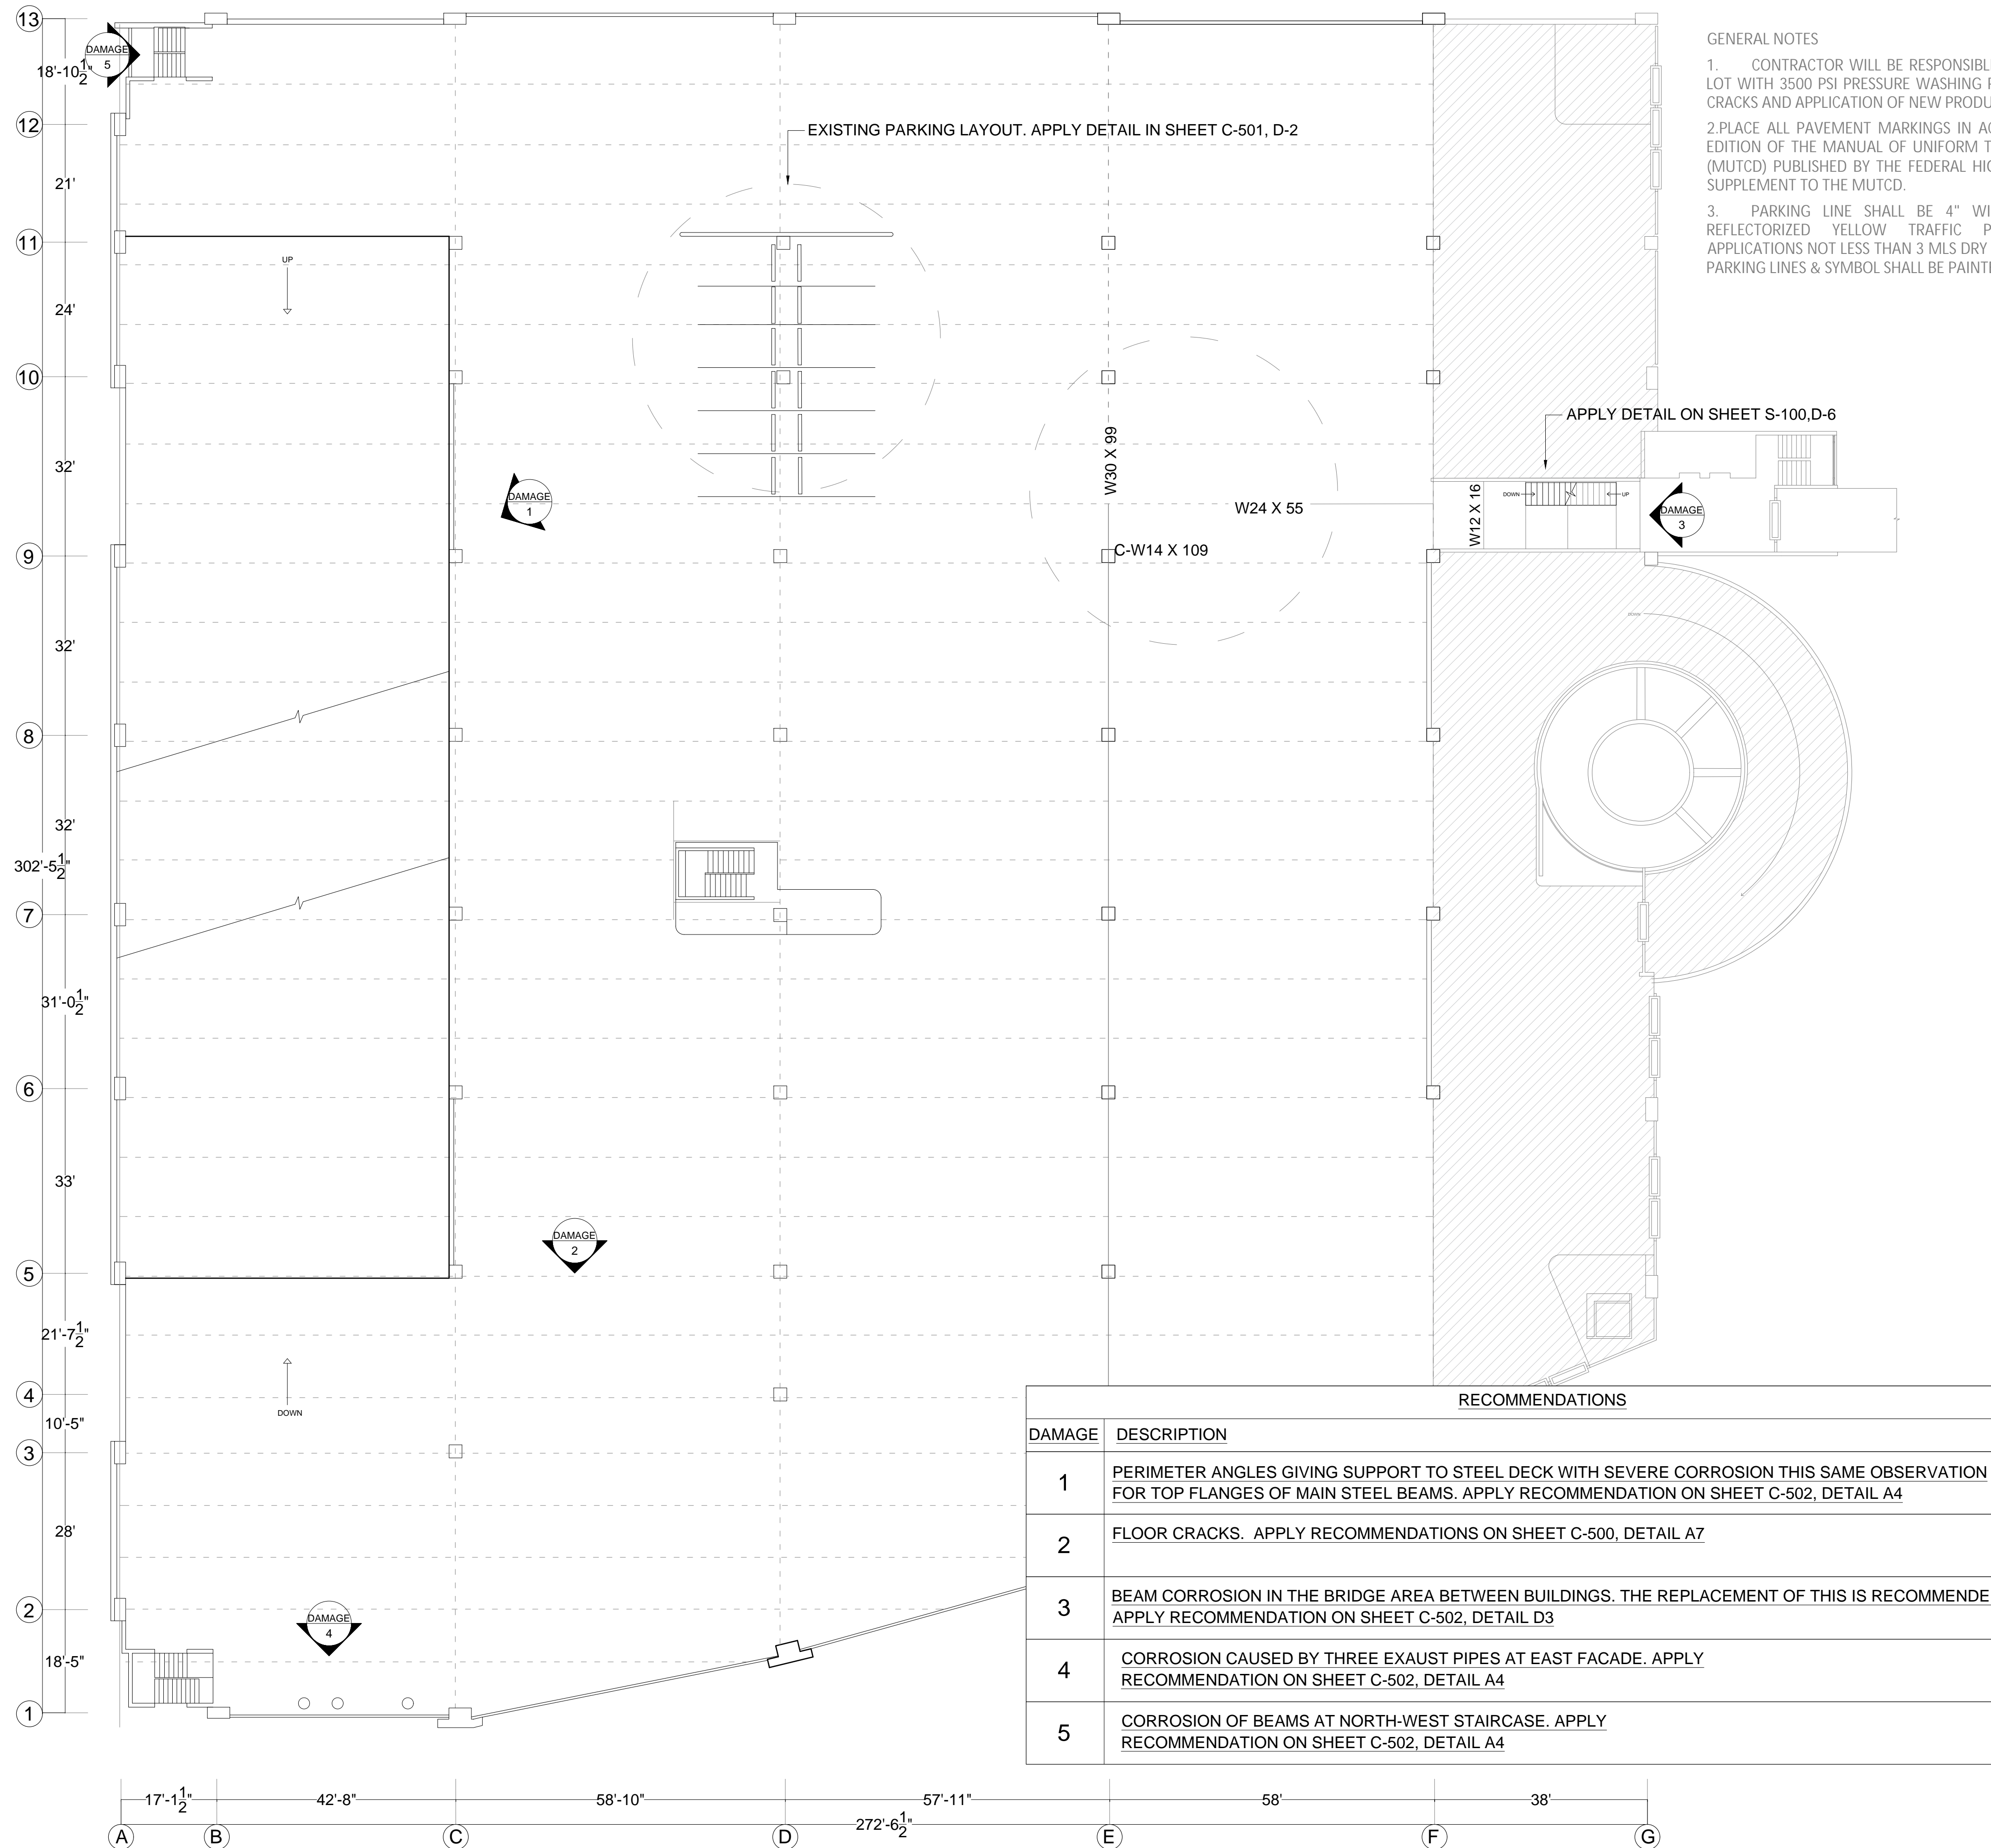 13
DAMAGE
5
18'-10 1/2"
12
EXISTING PARKING LAYOUT. APPLY DETAIL IN SHEET C-501, D-2
21'
11
UP
24'
10
32'
W30 X 99
DAMAGE
1
W24 X 55
C-W14 X 109
APPLY DETAIL ON SHEET S-100,D-6
W12 X 16
DOWN
UP
DAMAGE
3
9
32'
DOWN
8
32'
302'-5 1/2"
7
31'-0 1/2"
6
33'
DAMAGE
2
5
21'-7 1/2"
4
DOWN
10'-5"
3
28'
2
DAMAGE
4
18'-5"
1
GENERAL NOTES
1. CONTRACTOR WILL BE RESPONSIBL
LOT WITH 3500 PSI PRESSURE WASHING
CRACKS AND APPLICATION OF NEW PRODU
2.PLACE ALL PAVEMENT MARKINGS IN AC
EDITION OF THE MANUAL OF UNIFORM T
(MUTCD) PUBLISHED BY THE FEDERAL HIG
SUPPLEMENT TO THE MUTCD.
3. PARKING LINE SHALL BE 4" WI
REFLECTORIZED YELLOW TRAFFIC P
APPLICATIONS NOT LESS THAN 3 MLS DRY
PARKING LINES & SYMBOL SHALL BE PAINT
RECOMMENDATIONS
DAMAGE DESCRIPTION
1 PERIMETER ANGLES GIVING SUPPORT TO STEEL DECK WITH SEVERE CORROSION THIS SAME OBSERVATION
FOR TOP FLANGES OF MAIN STEEL BEAMS. APPLY RECOMMENDATION ON SHEET C-502, DETAIL A4
2 FLOOR CRACKS. APPLY RECOMMENDATIONS ON SHEET C-500, DETAIL A7
3 BEAM CORROSION IN THE BRIDGE AREA BETWEEN BUILDINGS. THE REPLACEMENT OF THIS IS RECOMMENDE
APPLY RECOMMENDATION ON SHEET C-502, DETAIL D3
4 CORROSION CAUSED BY THREE EXAUST PIPES AT EAST FACADE. APPLY
RECOMMENDATION ON SHEET C-502, DETAIL A4
5 CORROSION OF BEAMS AT NORTH-WEST STAIRCASE. APPLY
RECOMMENDATION ON SHEET C-502, DETAIL A4
17'-1 1/2" 42'-8" 58'-10" 57'-11" 58' 38'
272'-6 1/2"
A B C D E F G